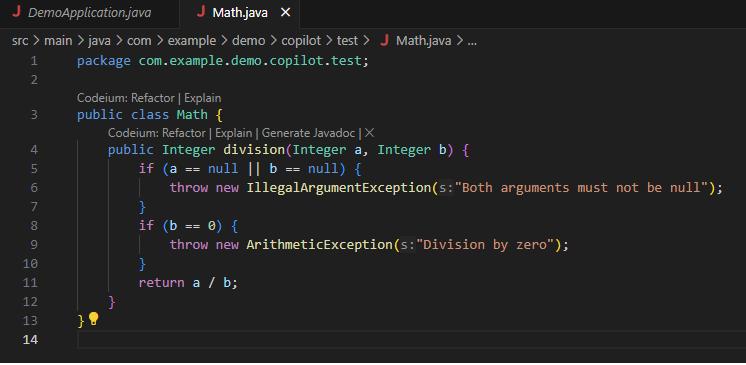 J DemoApplication.java J Math.java ×
src > main > java > com > example > demo > copilot > test > J Math.java > ...
1 package com.example.demo.copilot.test;
2
Codeium: Refactor | Explain
3 public class Math {
Codeium: Refactor | Explain | Generate Javadoc | ×
4 public Integer division(Integer a, Integer b) {
5 if (a == null || b == null) {
6 throw new IllegalArgumentException(s:"Both arguments must not be null");
7 }
8 if (b == 0) {
9 throw new ArithmeticException(s:"Division by zero");
10 }
11 return a / b;
12 }
13 }
14